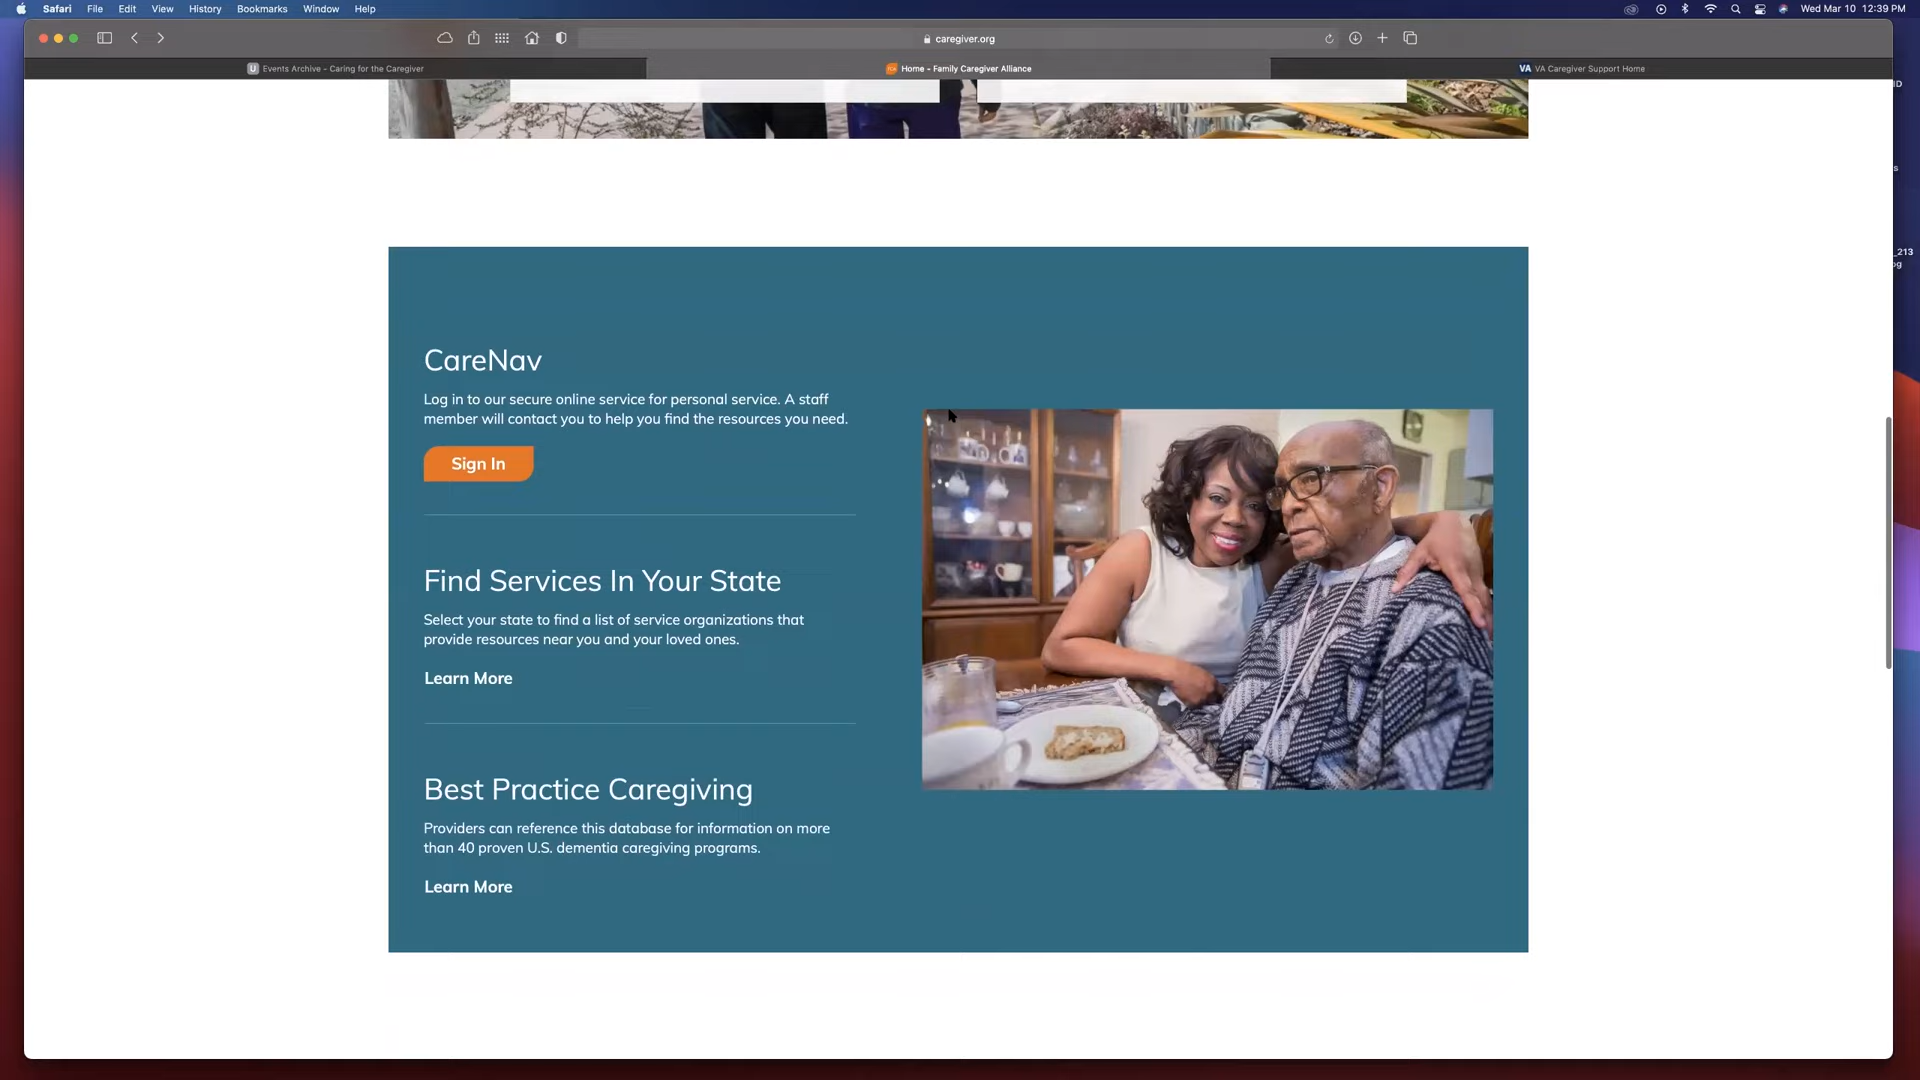 Safari File Edit View History Bookmarks Window Help Wed Mar 10 12:39 PM
caregiver.org
U Events Archive - Caring for the Caregiver
Home - Family Caregiver Alliance
VA VA Caregiver Support Home
CareNav
Log in to our secure online service for personal service. A staff
member will contact you to help you find the resources you need.
Sign In
Find Services In Your State
Select your state to find a list of service organizations that
provide resources near you and your loved ones.
Learn More
Best Practice Caregiving
Providers can reference this database for information on more
than 40 proven U.S. dementia caregiving programs.
Learn More